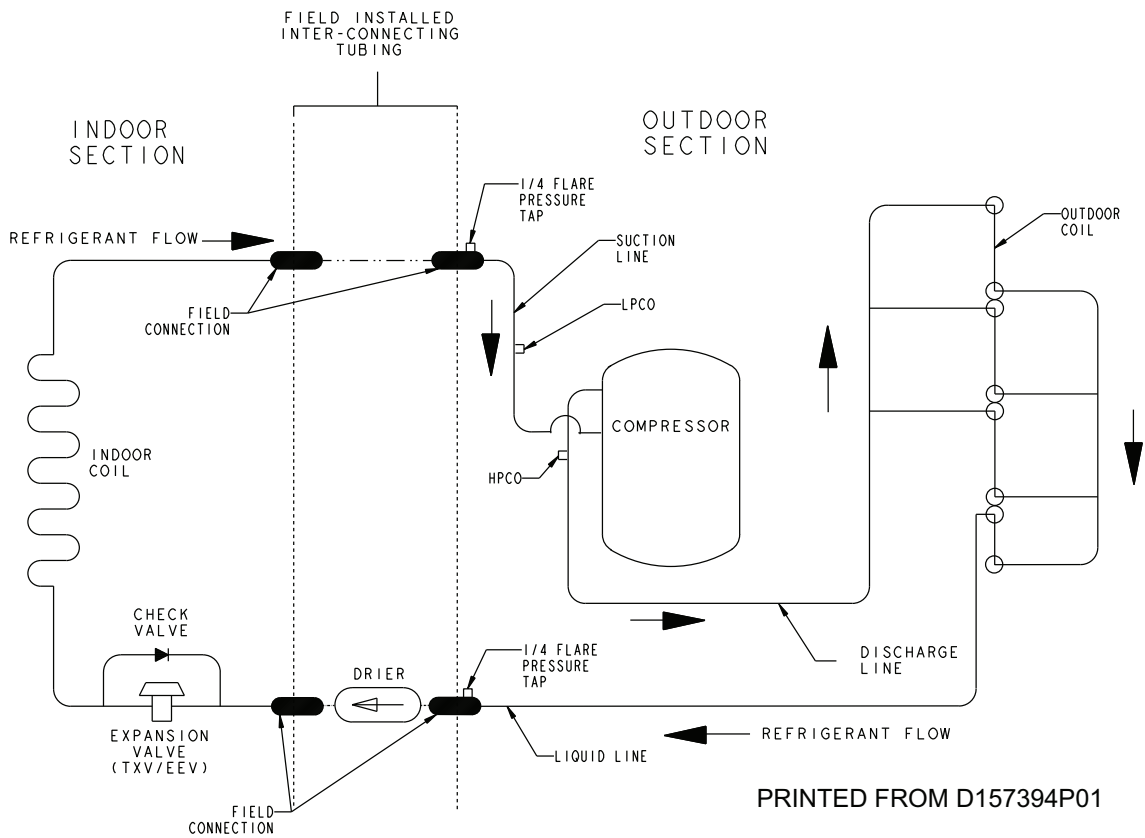 FIELD INSTALLED
INTER-CONNECTING
TUBING
INDOOR
SECTION
OUTDOOR
SECTION
1/4 FLARE
PRESSURE
TAP
OUTDOOR
COIL
REFRIGERANT FLOW
SUCTION
LINE
LPCO
FIELD
CONNECTION
COMPRESSOR
INDOOR
COIL
HPCO
CHECK
VALVE
DRIER
1/4 FLARE
PRESSURE
TAP
DISCHARGE
LINE
EXPANSION
VALVE
(TXV/EEV)
LIQUID LINE
REFRIGERANT FLOW
FIELD
CONNECTION
PRINTED FROM D157394P01